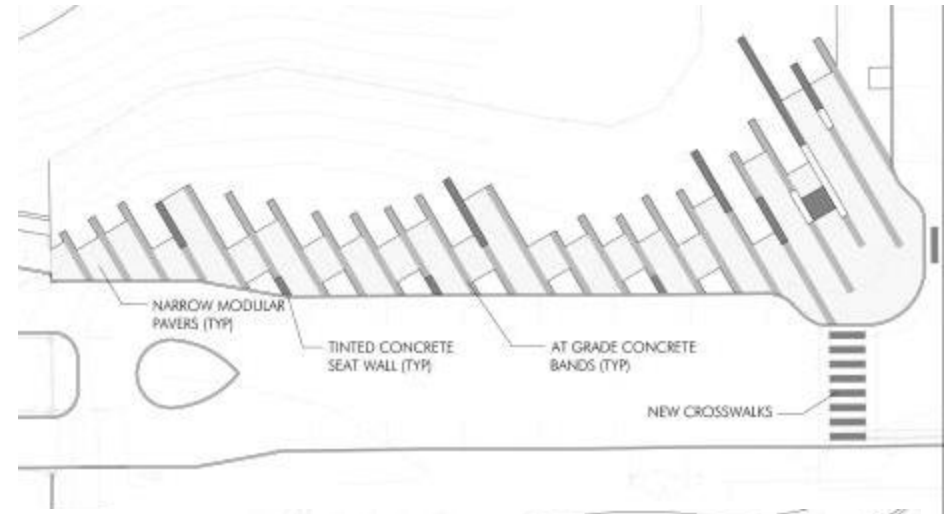 NARROW MODULAR
PAVERS (TYP)
TINTED CONCRETE
SEAT WALL (TYP)
AT GRADE CONCRETE
BANDS (TYP)
NEW CROSSWALKS